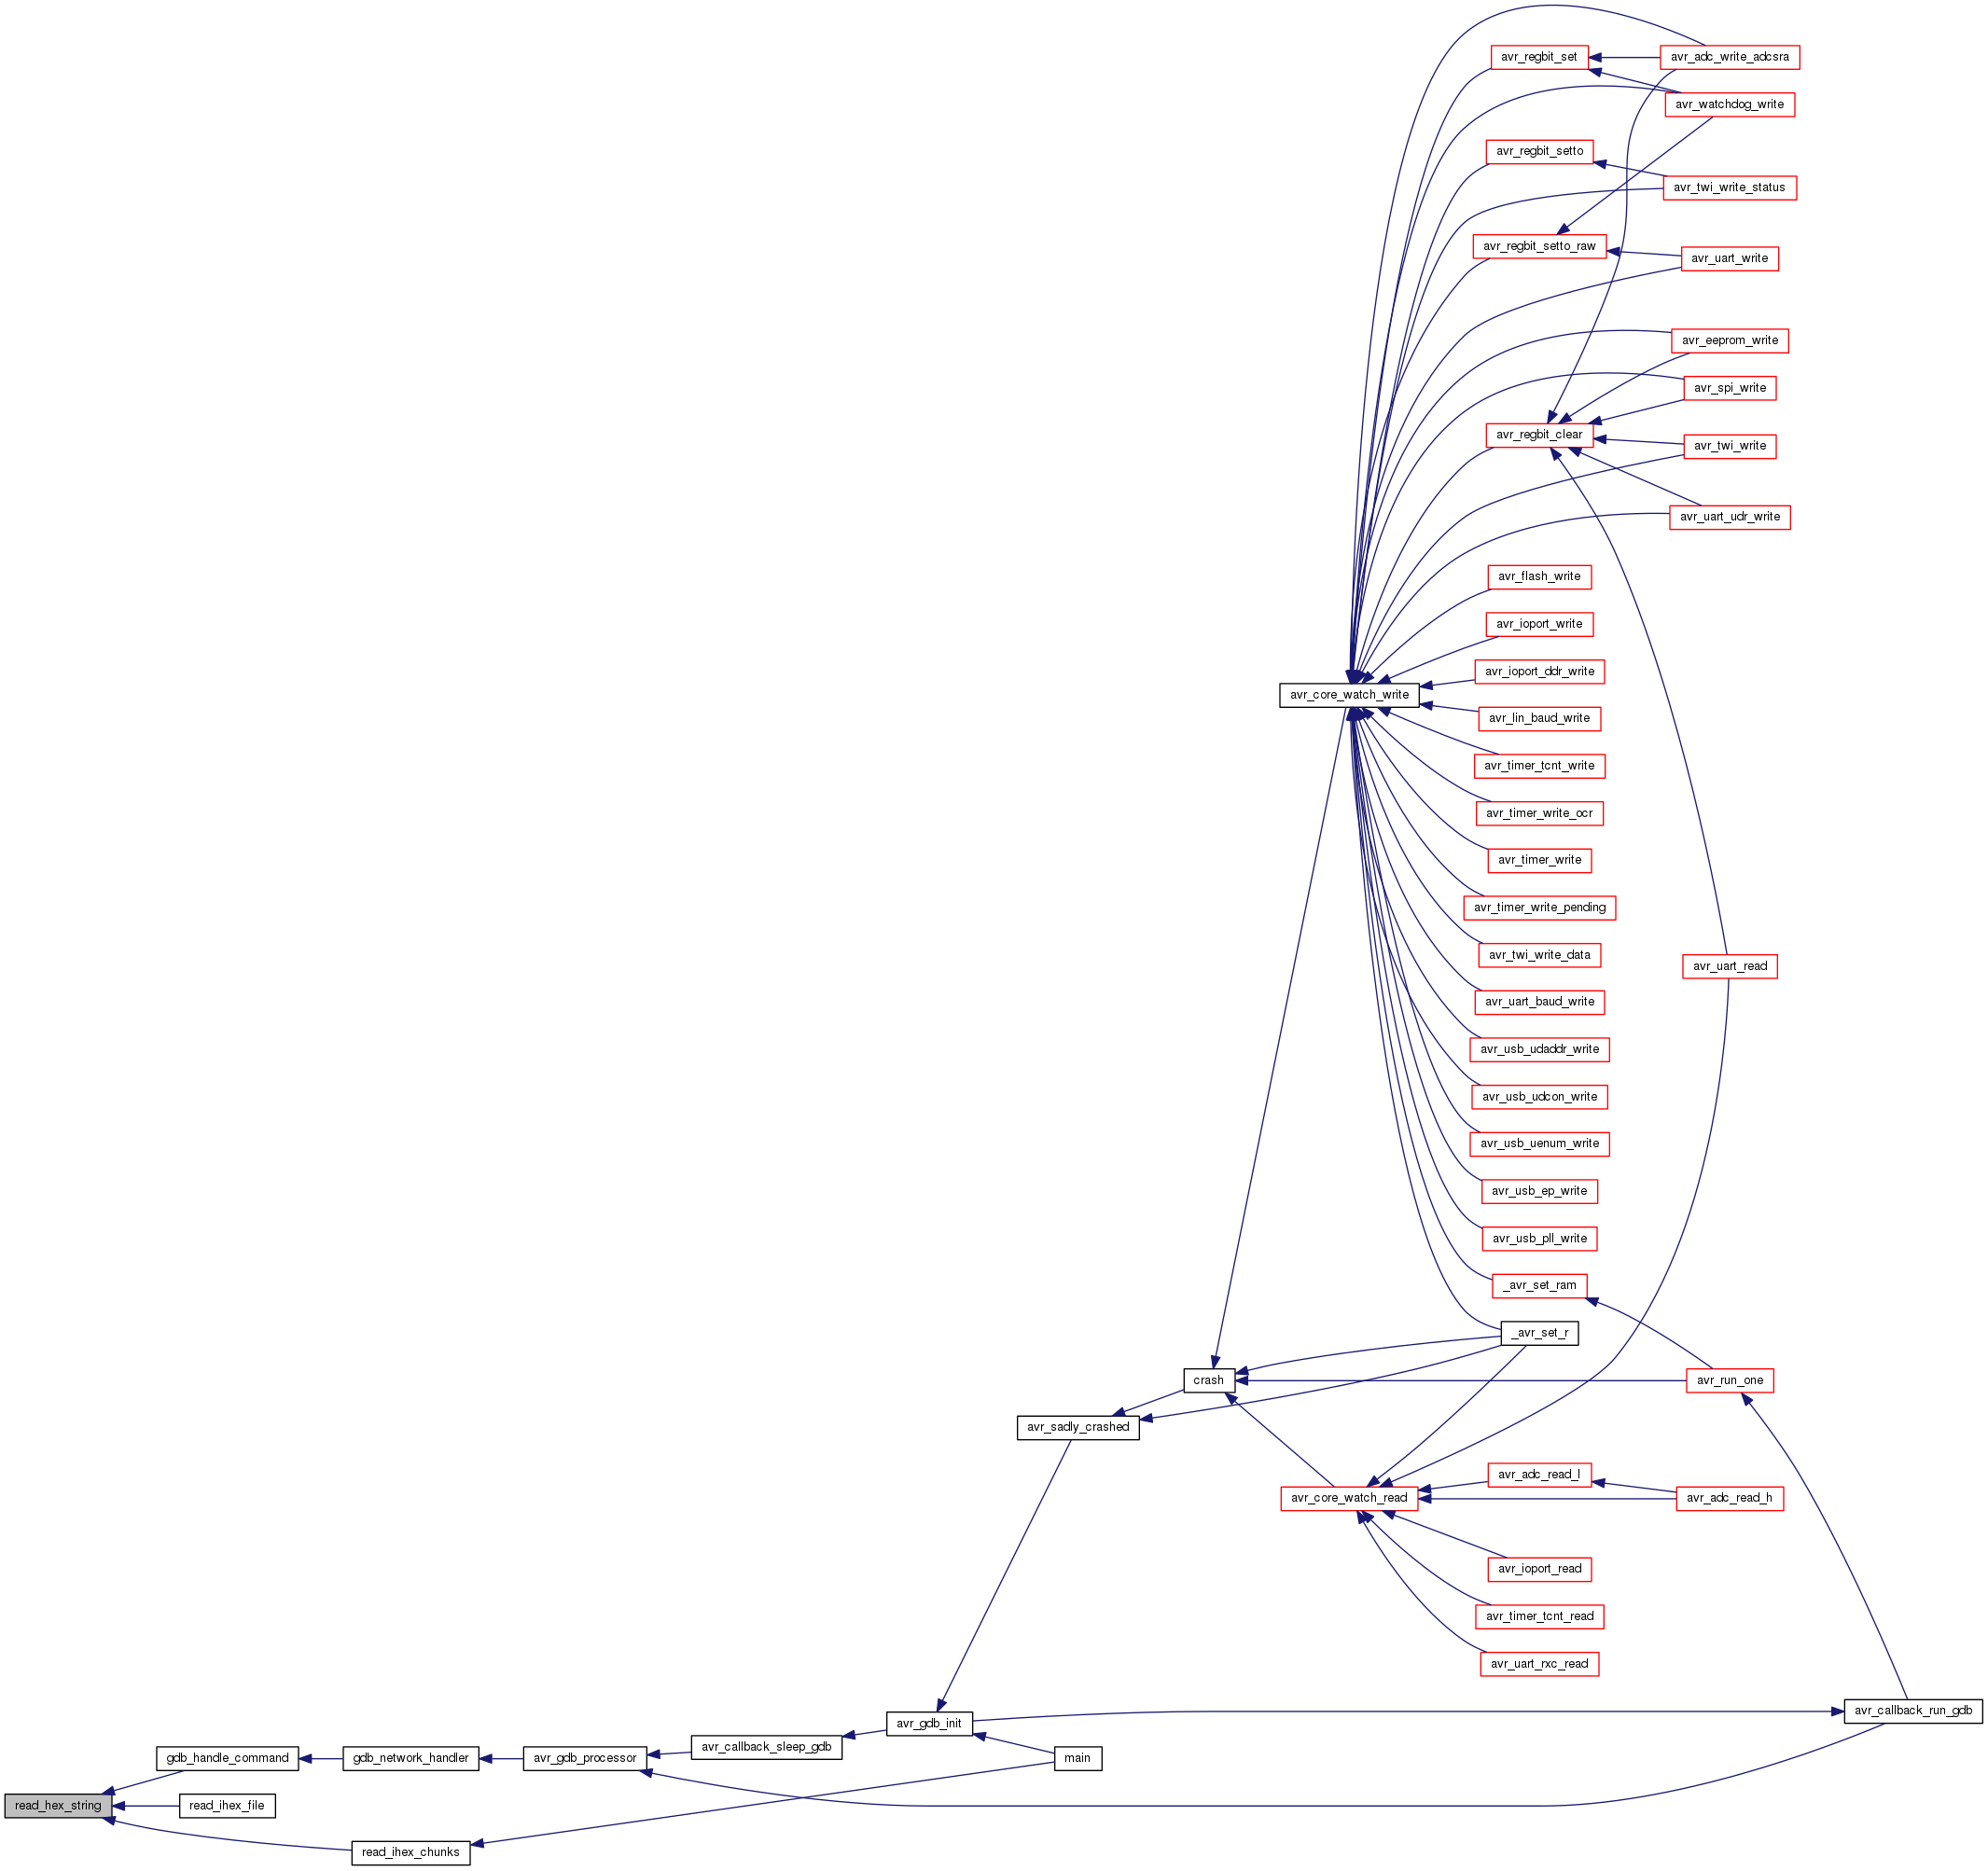 avr_regbit_set
avr_adc_write_adcsra
avr_watchdog_write
avr_regbit_setto
avr_twi_write_status
avr_regbit_setto_raw
avr_uart_write
avr_eeprom_write
avr_spi_write
avr_regbit_clear
avr_twi_write
avr_uart_udr_write
avr_flash_write
avr_ioport_write
avr_ioport_ddr_write
avr_core_watch_write
avr_lin_baud_write
avr_timer_tcnt_write
avr_timer_write_ocr
avr_timer_write
avr_timer_write_pending
avr_twi_write_data
avr_uart_read
avr_uart_baud_write
avr_usb_udaddr_write
avr_usb_udcon_write
avr_usb_uenum_write
avr_usb_ep_write
avr_usb_pll_write
_avr_set_ram
_avr_set_r
crash
avr_run_one
avr_sadly_crashed
avr_adc_read_l
avr_core_watch_read
avr_adc_read_h
avr_ioport_read
avr_timer_tcnt_read
avr_uart_rxc_read
avr_callback_run_gdb
avr_gdb_init
avr_callback_sleep_gdb
gdb_handle_command
gdb_network_handler
avr_gdb_processor
main
read_hex_string
read_ihex_file
read_ihex_chunks